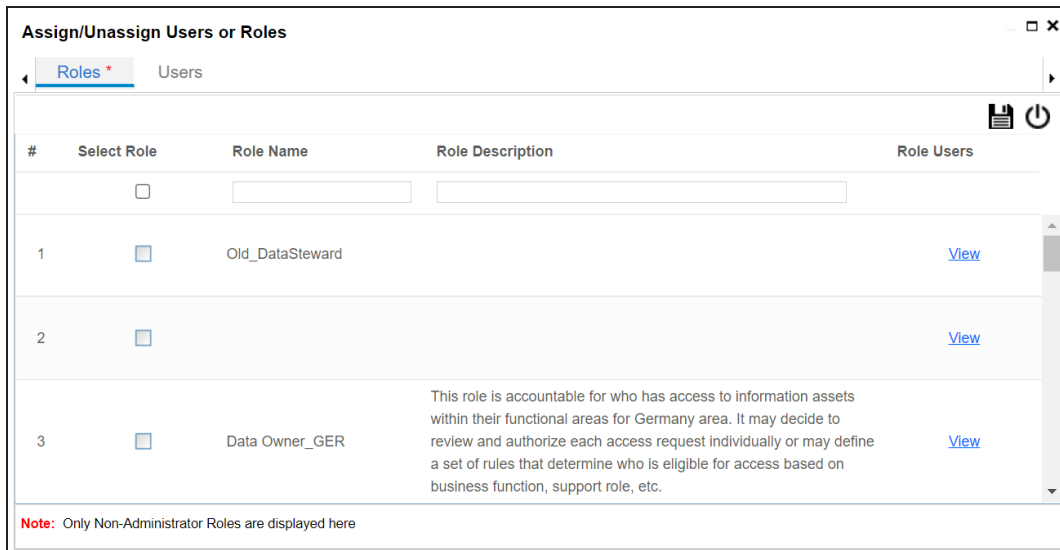 Assign/Unassign Users or Roles
Roles * Users
# Select Role Role Name Role Description Role Users
1 Old_DataSteward View
2 View
This role is accountable for who has access to information assets
within their functional areas for Germany area. It may decide to
3 Data Owner_GER review and authorize each access request individually or may define View
a set of rules that determine who is eligible for access based on
business function, support role, etc.
Note: Only Non-Administrator Roles are displayed here